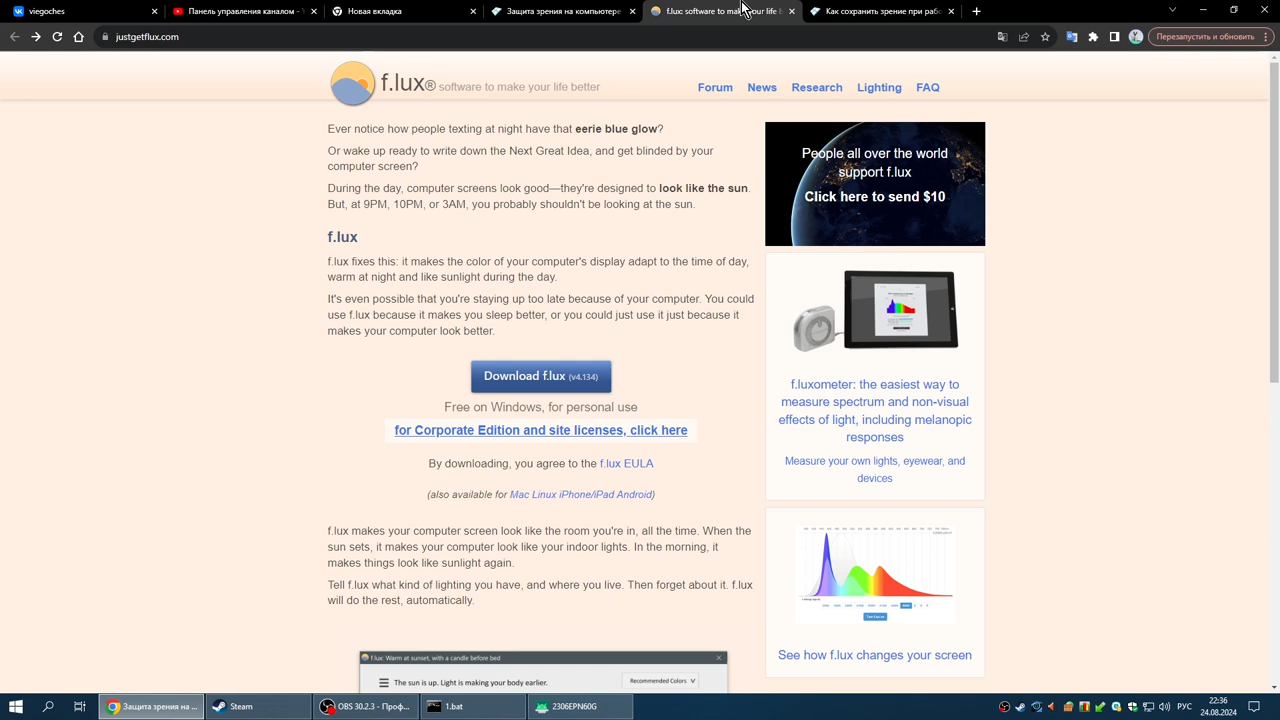 viegoches
Панель управления каналом -
Новая вкладка
Защита зрения на компьютере
f.lux software to make your life b
Как сохранить зрение при раб
justgetflux.com
Перезапустить и обновить
f.lux® software to make your life better
Forum News Research Lighting FAQ
Ever notice how people texting at night have that eerie blue glow?
Or wake up ready to write down the Next Great Idea, and get blinded by your
computer screen?
During the day, computer screens look good—they're designed to look like the sun.
But, at 9PM, 10PM, or 3AM, you probably shouldn't be looking at the sun.
f.lux
f.lux fixes this: it makes the color of your computer's display adapt to the time of day,
warm at night and like sunlight during the day.
It's even possible that you're staying up too late because of your computer. You could
use f.lux because it makes you sleep better, or you could just use it just because it
makes your computer look better.
Download f.lux (v4.134)
Free on Windows, for personal use
for Corporate Edition and site licenses, click here
By downloading, you agree to the f.lux EULA
(also available for Mac Linux iPhone/iPad Android)
f.lux makes your computer screen look like the room you're in, all the time. When the
sun sets, it makes your computer look like your indoor lights. In the morning, it
makes things look like sunlight again.
Tell f.lux what kind of lighting you have, and where you live. Then forget about it. f.lux
will do the rest, automatically.
f.lux: Warm at sunset, with a candle before bed
The sun is up. Light is making your body earlier.
Recommended Colors
People all over the world
support f.lux
Click here to send $10
f.luxometer: the easiest way to
measure spectrum and non-visual
effects of light, including melanopic
responses
Measure your own lights, eyewear, and
devices
See how f.lux changes your screen
Защита зрения на ...
Steam
OBS 30.2.3 - Проф...
1.bat
2306EPN60G
РУС
22:36
24.08.2024